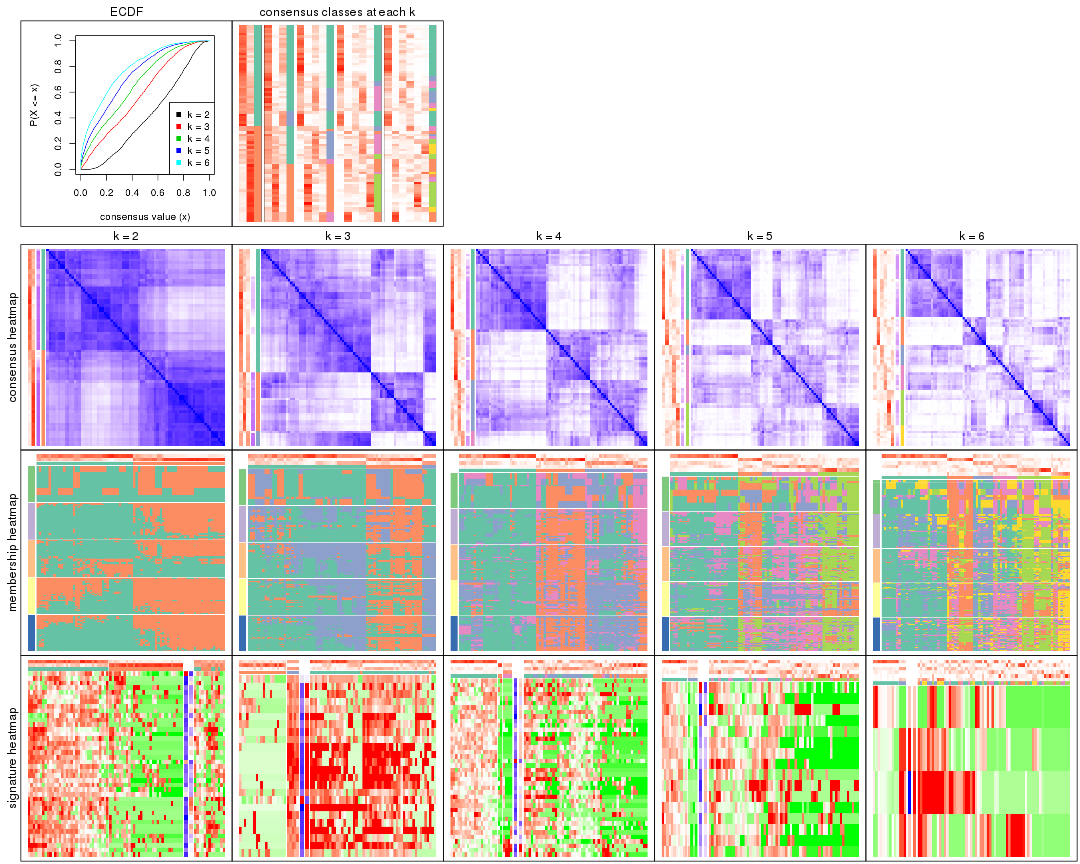 ECDF
consensus classes at each k
P(X <= x)
0.0 0.2 0.4 0.6 0.8 1.0
k = 2
k = 3
k = 4
k = 5
k = 6
0.0 0.2 0.4 0.6 0.8 1.0
consensus value (x)
k = 2 k = 3 k = 4 k = 5 k = 6
consensus heatmap
membership heatmap
signature heatmap